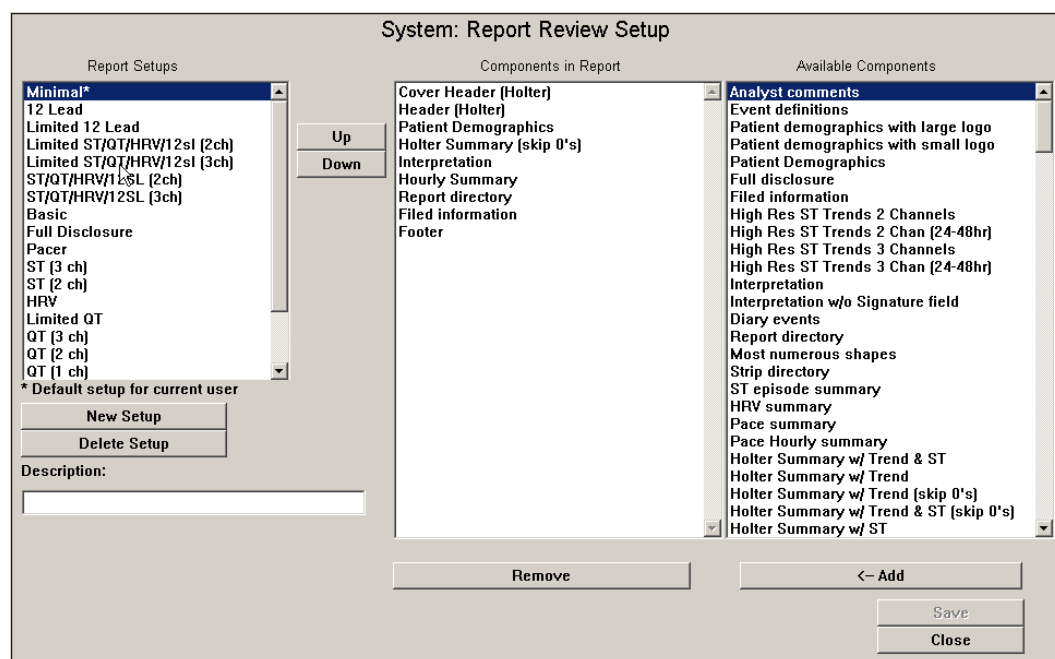 System: Report Review Setup
Report Setups
Minimal*
12 Lead
Limited 12 Lead
Limited ST/QT/HRV/12sl (2ch)
Limited ST/QT/HRV/12sl (3ch)
ST/QT/HRV/12SL (2ch)
ST/QT/HRV/12SL (3ch)
Basic
Full Disclosure
Pacer
ST (3 ch)
ST (2 ch)
HRV
Limited QT
QT (3 ch)
QT (2 ch)
QT (1 ch)
* Default setup for current user
New Setup
Delete Setup
Description:
Up
Down
Components in Report
Cover Header (Holter)
Header (Holter)
Patient Demographics
Holter Summary (skip 0's)
Interpretation
Hourly Summary
Report directory
Filed information
Footer
Remove
Available Components
Analyst comments
Event definitions
Patient demographics with large logo
Patient demographics with small logo
Patient Demographics
Full disclosure
Filed information
High Res ST Trends 2 Channels
High Res ST Trends 2 Chan (24-48hr)
High Res ST Trends 3 Channels
High Res ST Trends 3 Chan (24-48hr)
Interpretation
Interpretation w/o Signature field
Diary events
Report directory
Most numerous shapes
Strip directory
ST episode summary
HRV summary
Pace summary
Pace Hourly summary
Holter Summary w/ Trend & ST
Holter Summary w/ Trend
Holter Summary w/ Trend (skip 0's)
Holter Summary w/ Trend & ST (skip 0's)
Holter Summary w/ ST
<– Add
Save
Close